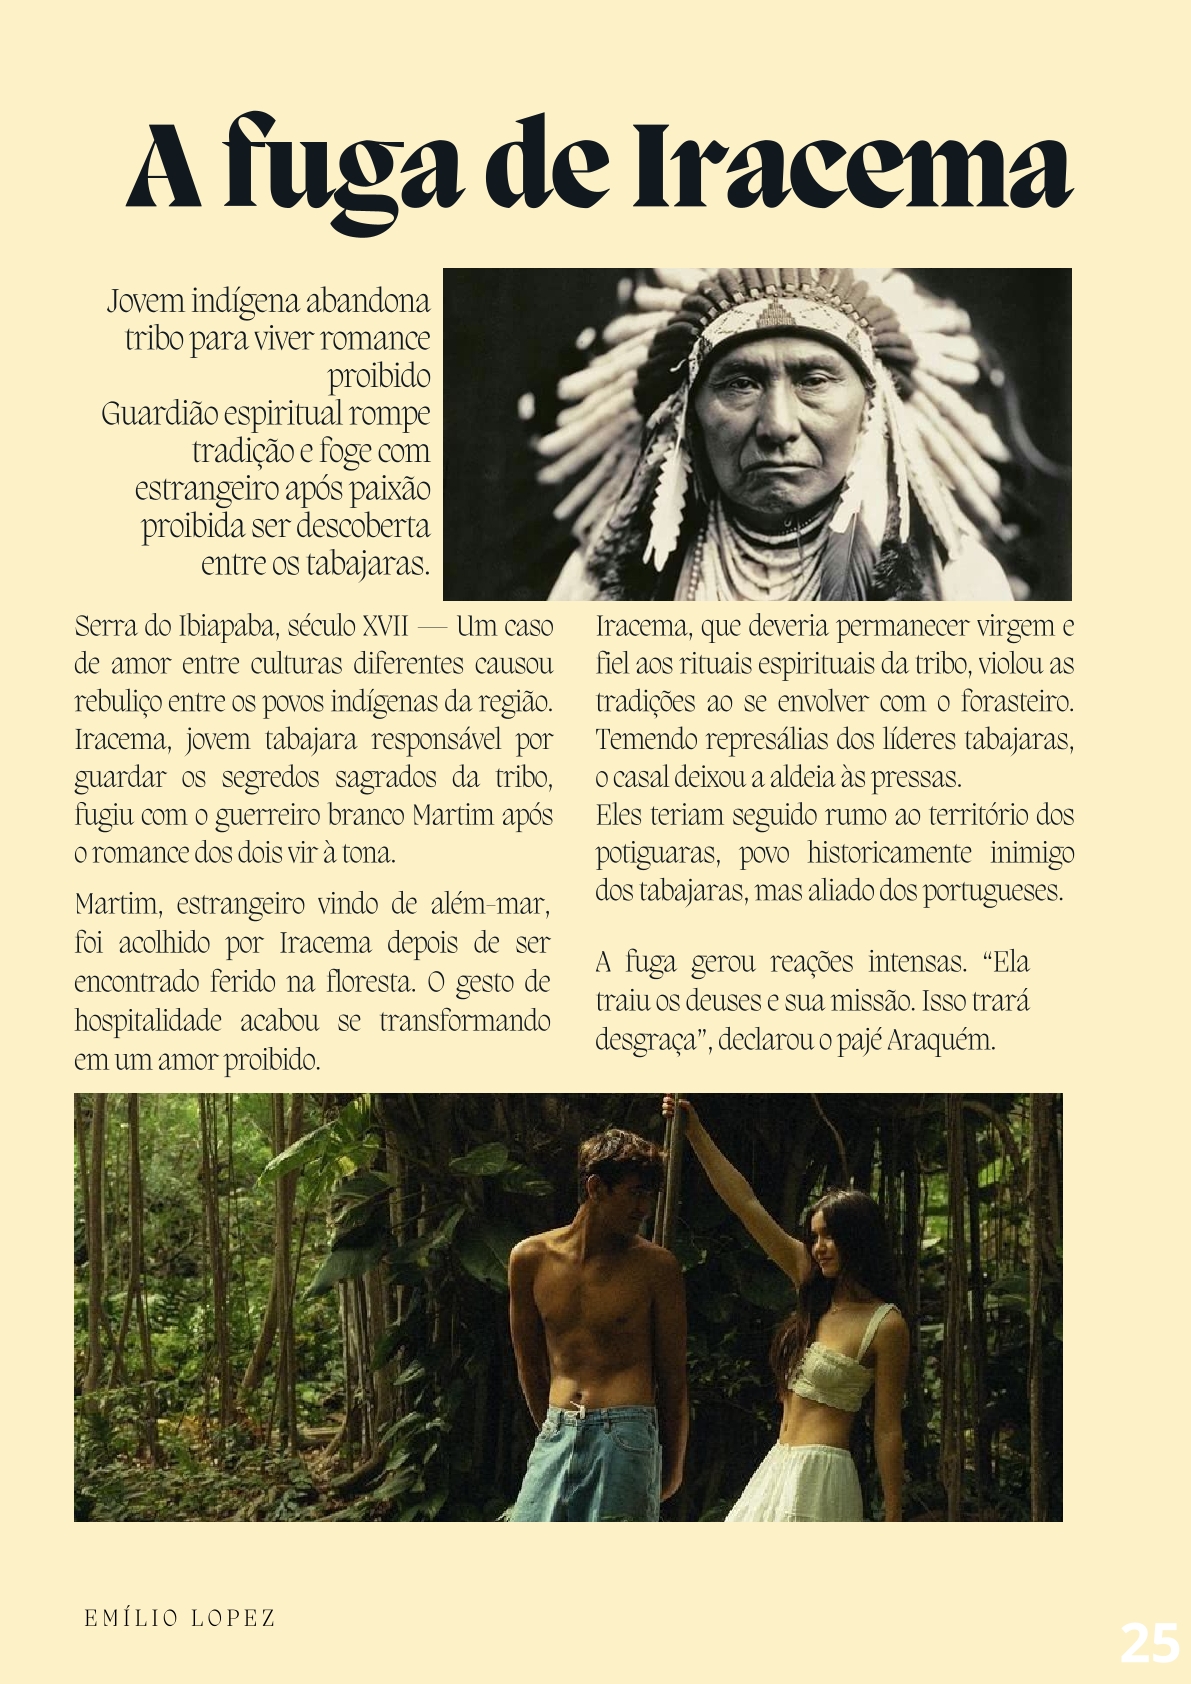 A fuga de Iracema
Jovem indígena abandona
tribo para viver romance
proibido
Guardião espiritual rompe
tradição e foge com
estrangeiro após paixão
proibida ser descoberta
entre os tabajaras.
Serra do Ibiapaba, século XVII — Um caso
de amor entre culturas diferentes causou
rebuliço entre os povos indígenas da região.
Iracema, jovem tabajara responsável por
guardar os segredos sagrados da tribo,
fugiu com o guerreiro branco Martim após
o romance dos dois vir à tona.
Martim, estrangeiro vindo de além-mar,
foi acolhido por Iracema depois de ser
encontrado ferido na floresta. O gesto de
hospitalidade acabou se transformando
em um amor proibido.
Iracema, que deveria permanecer virgem e
fiel aos rituais espirituais da tribo, violou as
tradições ao se envolver com o forasteiro.
Temendo represálias dos líderes tabajaras,
o casal deixou a aldeia às pressas.
Eles teriam seguido rumo ao território dos
potiguaras, povo historicamente inimigo
dos tabajaras, mas aliado dos portugueses.
A fuga gerou reações intensas. “Ela
traiu os deuses e sua missão. Isso trará
desgraça”, declarou o pajé Araquém.
EMÍLIO LOPEZ
25